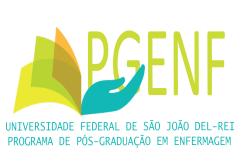 PGENF
UNIVERSIDADE FEDERAL DE SÃO JOÃO DEL-REI
PROGRAMA DE PÓS-GRADUAÇÃO EM ENFERMAGEM